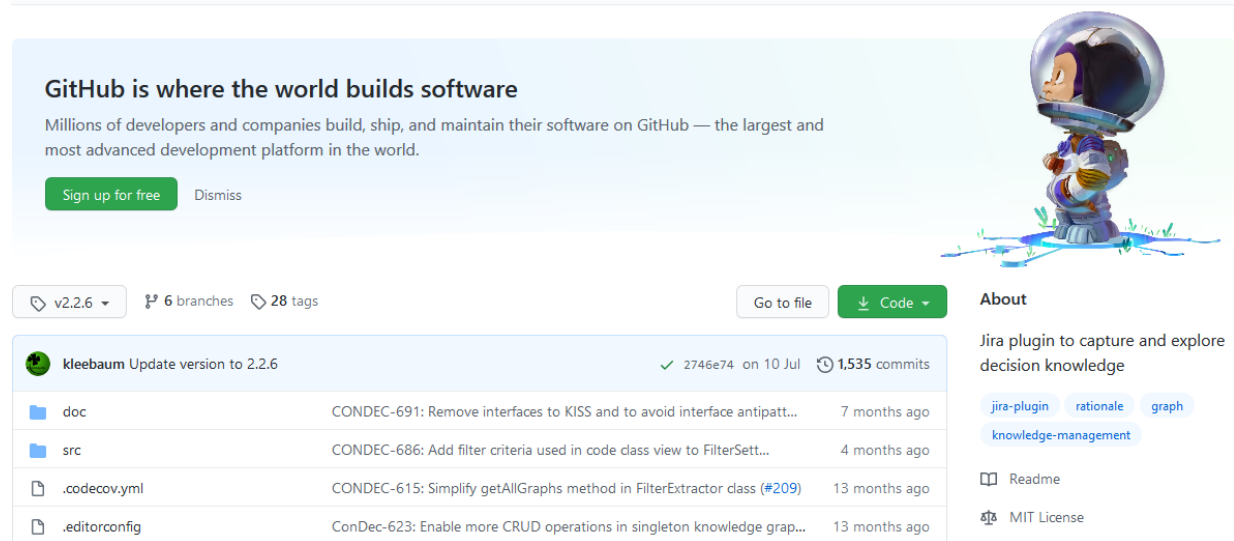 GitHub is where the world builds software
Millions of developers and companies build, ship, and maintain their software on GitHub — the largest and
most advanced development platform in the world.
Sign up for free Dismiss
v2.2.6 6 branches 28 tags Go to file Code
kleebaum Update version to 2.2.6 2746e74 on 10 Jul 1,535 commits
doc CONDEC-691: Remove interfaces to KISS and to avoid interface antipatt... 7 months ago
src CONDEC-686: Add filter criteria used in code class view to FilterSett... 4 months ago
.codecov.yml CONDEC-615: Simplify getAllGraphs method in FilterExtractor class (#209) 13 months ago
.editorconfig ConDec-623: Enable more CRUD operations in singleton knowledge grap... 13 months ago
About
Jira plugin to capture and explore
decision knowledge
jira-plugin rationale graph
knowledge-management
Readme
MIT License